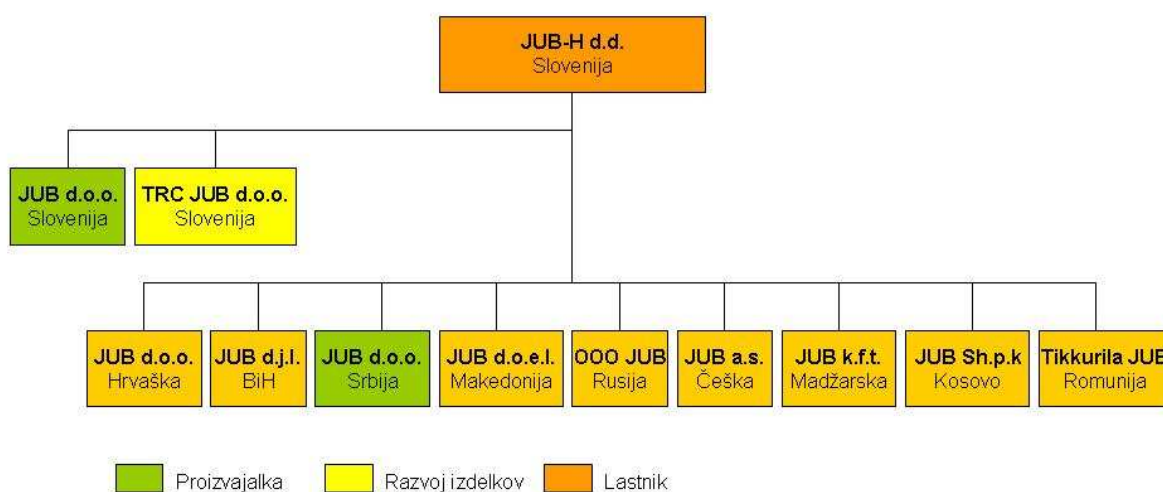 JUB-H d.d.
Slovenija
JUB d.o.o.
Slovenija
TRC JUB d.o.o.
Slovenija
JUB d.o.o.
Hrvaška
JUB d.j.l.
BiH
JUB d.o.o.
Srbija
JUB d.o.e.l.
Makedonija
OOO JUB
Rusija
JUB a.s.
Češka
JUB k.f.t.
Madžarska
JUB Sh.p.k
Kosovo
Tikkurila JUB
Romunija
Proizvajalka
Razvoj izdelkov
Lastnik